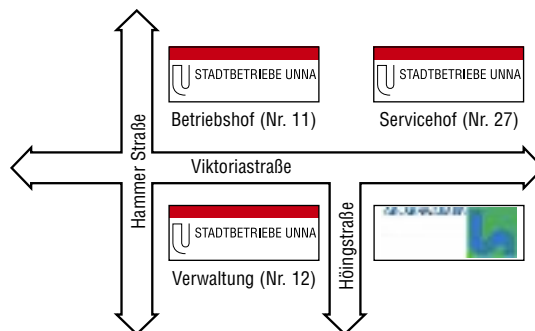 STADTBETRIEBE UNNA
Betriebshof (Nr. 11)
STADTBETRIEBE UNNA
Servicehof (Nr. 27)
Hammer Straße
Viktoriastraße
STADTBETRIEBE UNNA
Verwaltung (Nr. 12)
Höingstraße